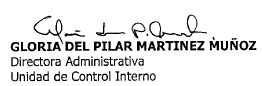 GLORIA DEL PILAR MARTINEZ MUÑOZ
Directora Administrativa
Unidad de Control Interno